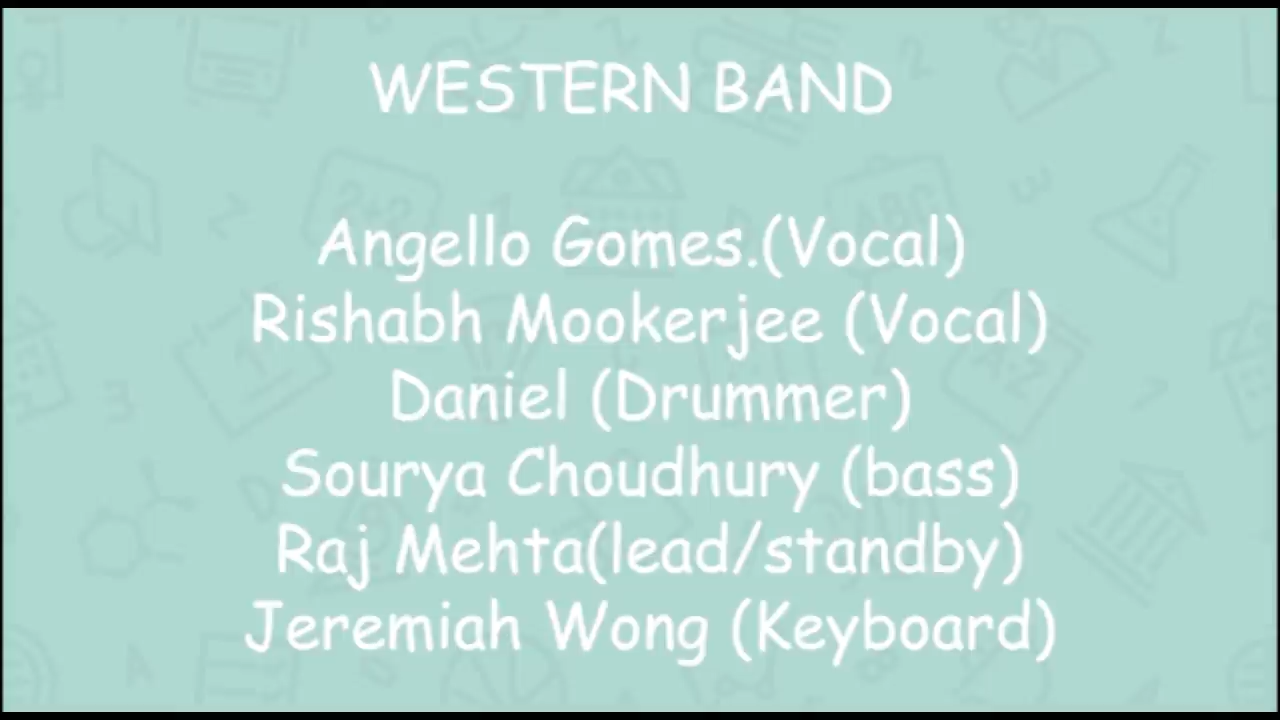 WESTERN BAND
Angello Gomes.(Vocal)
Rishabh Mookerjee (Vocal)
Daniel (Drummer)
Sourya Choudhury (bass)
Raj Mehta(lead/standby)
Jeremiah Wong (Keyboard)